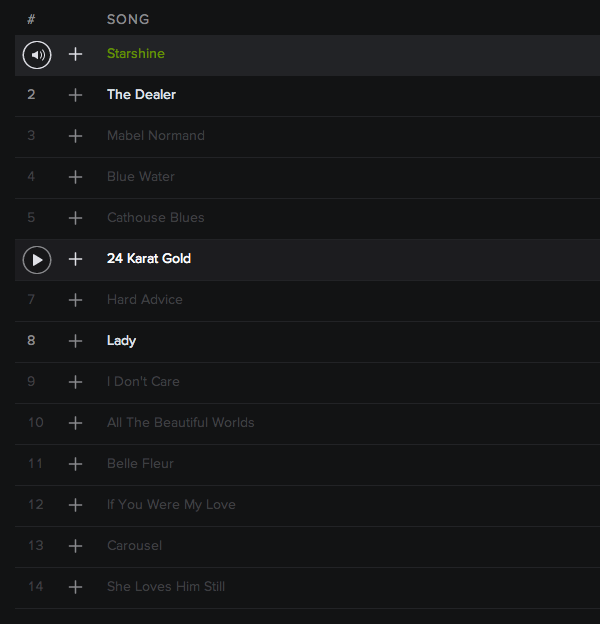 # SONG
Starshine
2 The Dealer
3 Mabel Normand
4 Blue Water
5 Cathouse Blues
24 Karat Gold
7 Hard Advice
8 Lady
9 I Don't Care
10 All The Beautiful Worlds
11 Belle Fleur
12 If You Were My Love
13 Carousel
14 She Loves Him Still